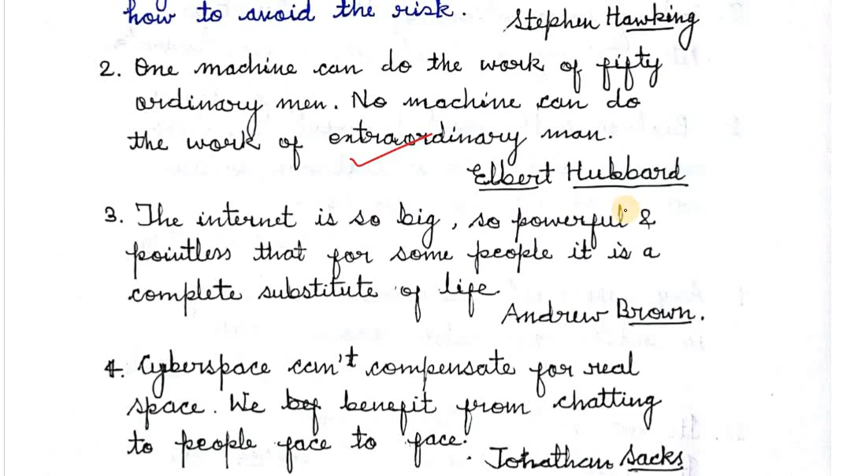 how to avoid the risk.
Stephen Hawking
2. One machine can do the work of fifty
ordinary men. No machine can do
the work of extraordinary man.
Elbert Hubbard
3. The internet is so big, so powerful &
pointless that for some people it is a
complete substitute of life
Andrew Brown.
4. Cyberspace can't compensate for real
space. We bef benefit from chatting
to people face to face.
Johathan Sacks